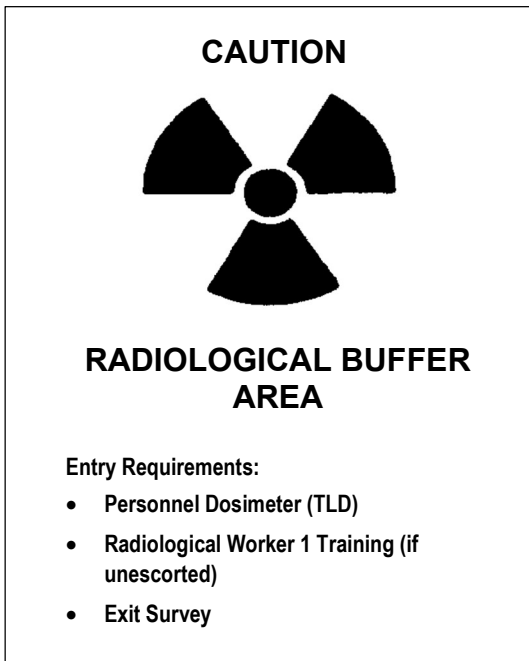 CAUTION
RADIOLOGICAL BUFFER
AREA
Entry Requirements:
• Personnel Dosimeter (TLD)
• Radiological Worker 1 Training (if
unescorted)
• Exit Survey